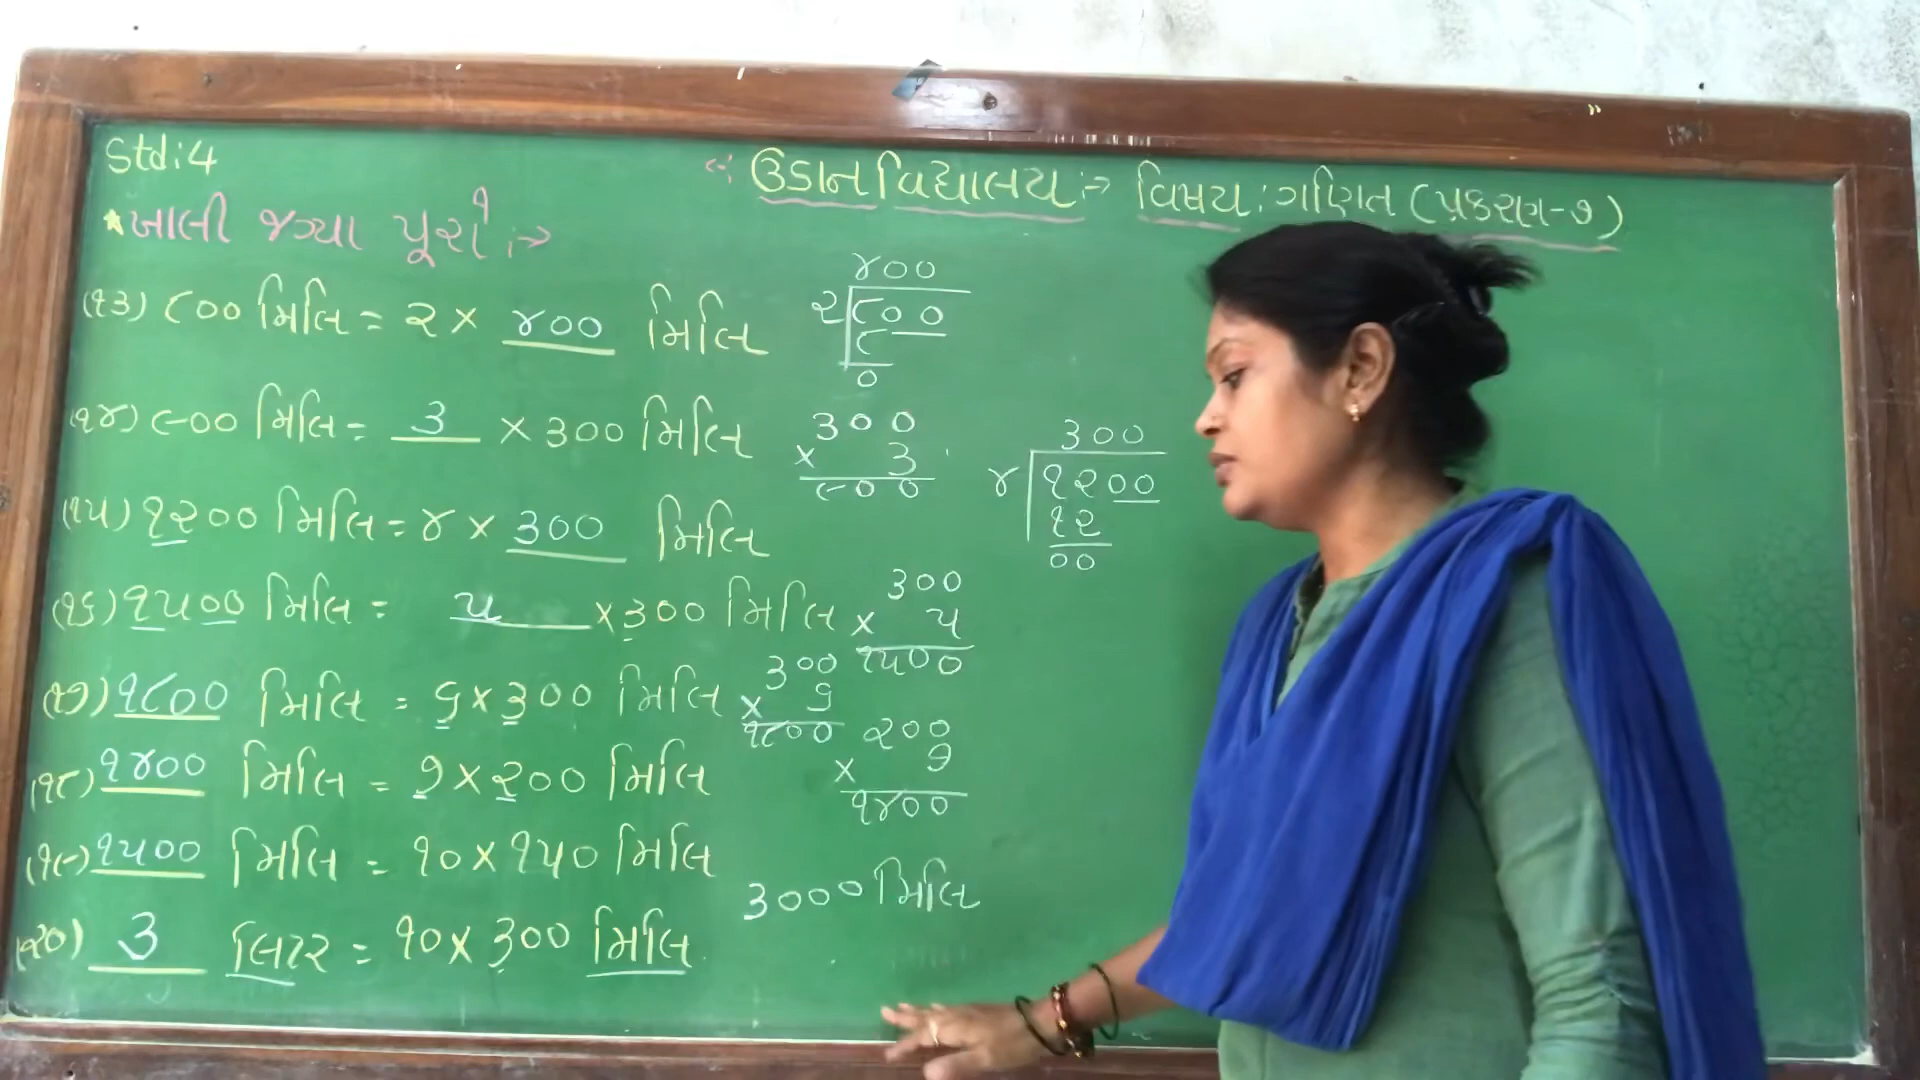 Std:4
ઉડાન વિદ્યાલય :→ વિષય : ગણિત (પ્રકરણ-૭)
* ખાલી જગ્યા પૂરો :→
(૧૩) ૮૦૦ મિલિ = ૨ × ૪૦૦ મિલિ
(૧૪) ૯૦૦ મિલિ = ૩ × ૩૦૦ મિલિ
(૧૫) ૧૨૦૦ મિલિ = ૪ × ૩૦૦ મિલિ
(૧૬) ૧૫૦૦ મિલિ = ૫ × ૩૦૦ મિલિ
(૧૭) ૧૮૦૦ મિલિ = ૬ × ૩૦૦ મિલિ
(૧૮) ૧૪૦૦ મિલિ = ૭ × ૨૦૦ મિલિ
(૧૯) ૧૫૦૦ મિલિ = ૧૦ × ૧૫૦ મિલિ
(૨૦) ૩ લિટર = ૧૦ × ૩૦૦ મિલિ.
૪૦૦
૨ ૮૦૦
૮
૦
૩૦૦
× ૩
૯૦૦
૩૦૦
૪ ૧૨૦૦
૧૨
૦૦
૩૦૦
× ૫
૧૫૦૦
૩૦૦
× ૬
૧૮૦૦
૨૦૦
× ૭
૧૪૦૦
૩૦૦૦ મિલિ